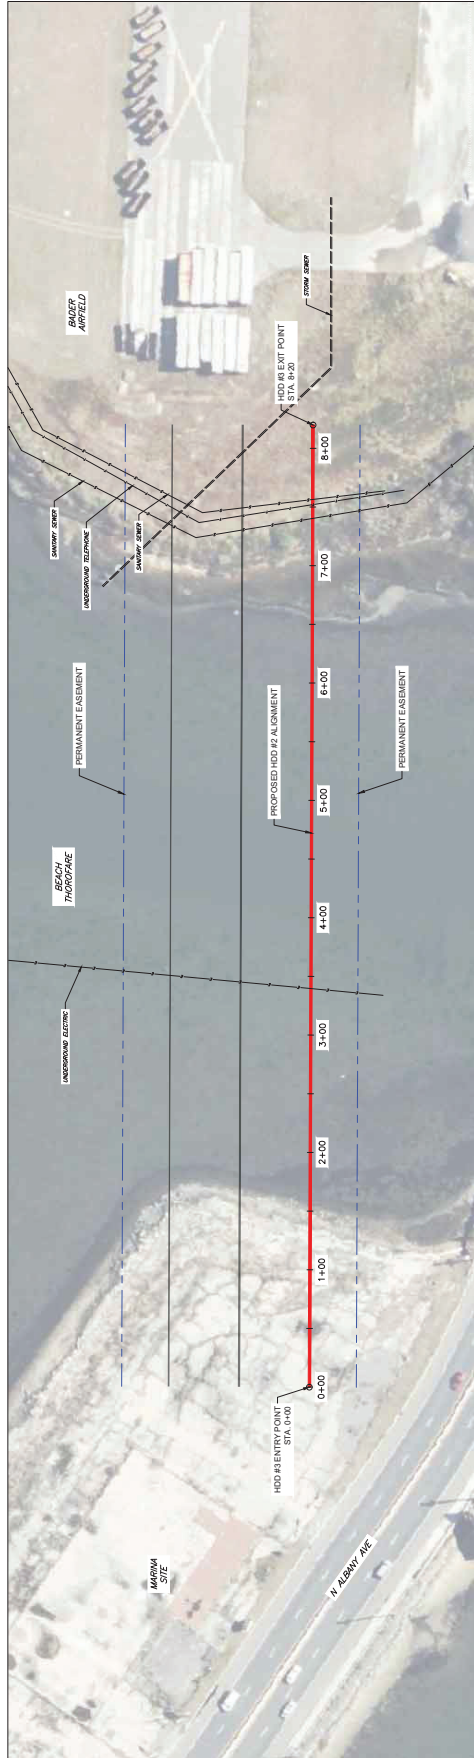 BADER
AIRFIELD
STORM SEWER
HDD #3 EXIT POINT
STA. 8+20
SANITARY SEWER
UNDERGROUND TELEPHONE
SANITARY SEWER
8+00
7+00
PERMANENT EASEMENT
6+00
PROPOSED HDD #2 ALIGNMENT
PERMANENT EASEMENT
5+00
BEACH
THOROFARE
4+00
UNDERGROUND ELECTRIC
3+00
2+00
1+00
0+00
HDD #3 ENTRY POINT
STA. 0+00
MARINA
SITE
N ALBANY AVE